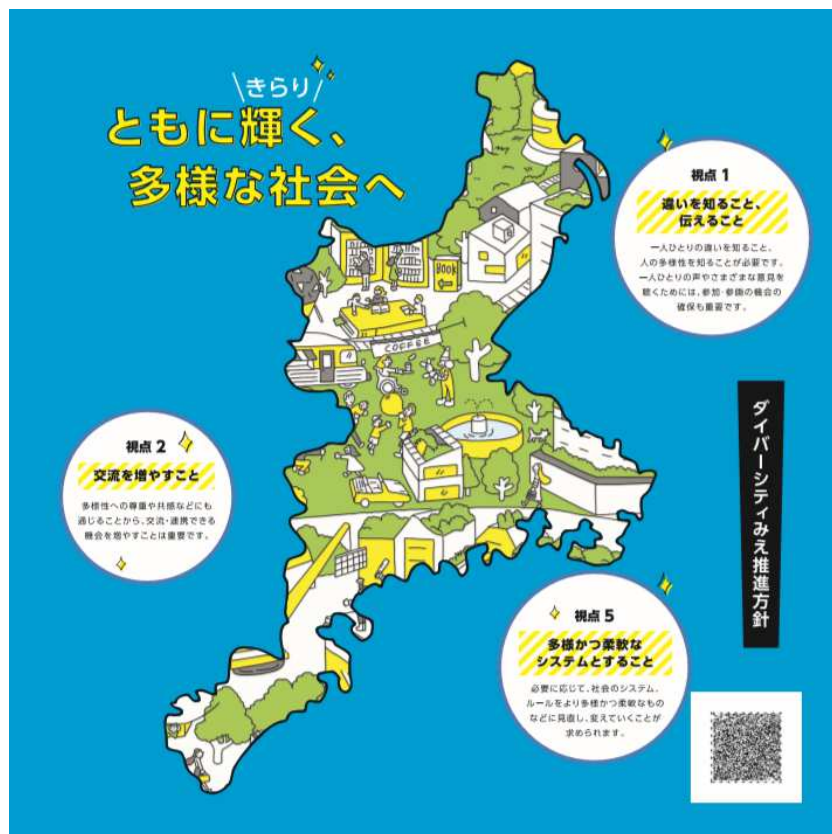 きらり
ともに輝く、
多様な社会へ
視点 1
違いを知ること、
伝えること
一人ひとりの違いを知ること、
人の多様性を知ることが必要です。
一人ひとりの声やさまざまな意見を
聴くためには、参加・参画の機会の
確保も重要です。
BOOK
COFFEE
視点 2
交流を増やすこと
多様性への尊重や共感などにも
通じることから、交流・連携できる
機会を増やすことは重要です。
ダイバーシティみえ推進方針
視点 5
多様かつ柔軟な
システムとすること
必要に応じて、社会のシステム、
ルールをより多様かつ柔軟なもの
などに見直し、変えていくことが
求められます。